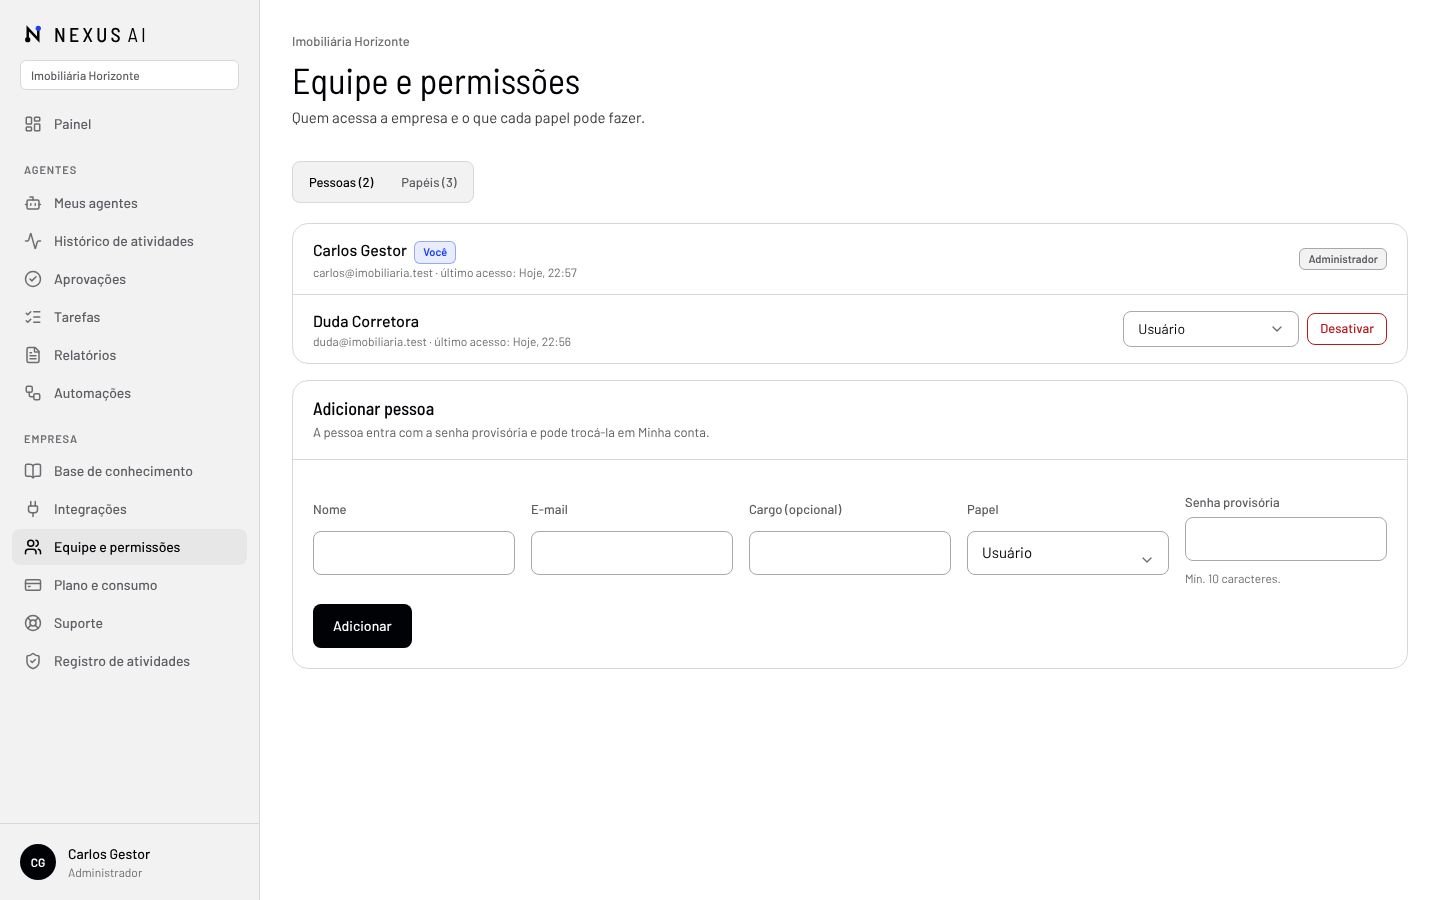 NEXUS AI
Imobiliária Horizonte
Painel
AGENTES
Meus agentes
Histórico de atividades
Aprovações
Tarefas
Relatórios
Automações
EMPRESA
Base de conhecimento
Integrações
Equipe e permissões
Plano e consumo
Suporte
Registro de atividades
CG
Carlos Gestor
Administrador
Imobiliária Horizonte
Equipe e permissões
Quem acessa a empresa e o que cada papel pode fazer.
Pessoas (2) Papéis (3)
Carlos Gestor Você
carlos@imobiliaria.test · último acesso: Hoje, 22:57
Administrador
Duda Corretora
duda@imobiliaria.test · último acesso: Hoje, 22:56
Usuário Desativar
Adicionar pessoa
A pessoa entra com a senha provisória e pode trocá-la em Minha conta.
Nome E-mail Cargo (opcional) Papel Senha provisória
Usuário
Mín. 10 caracteres.
Adicionar